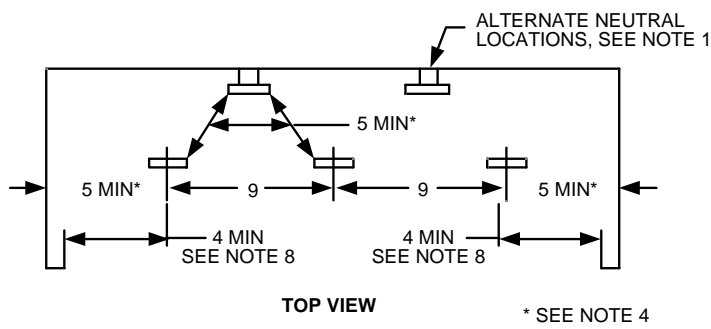 ALTERNATE NEUTRAL
LOCATIONS, SEE NOTE 1
5 MIN*
5 MIN*
9
9
5 MIN*
4 MIN
SEE NOTE 8
4 MIN
SEE NOTE 8
TOP VIEW
* SEE NOTE 4